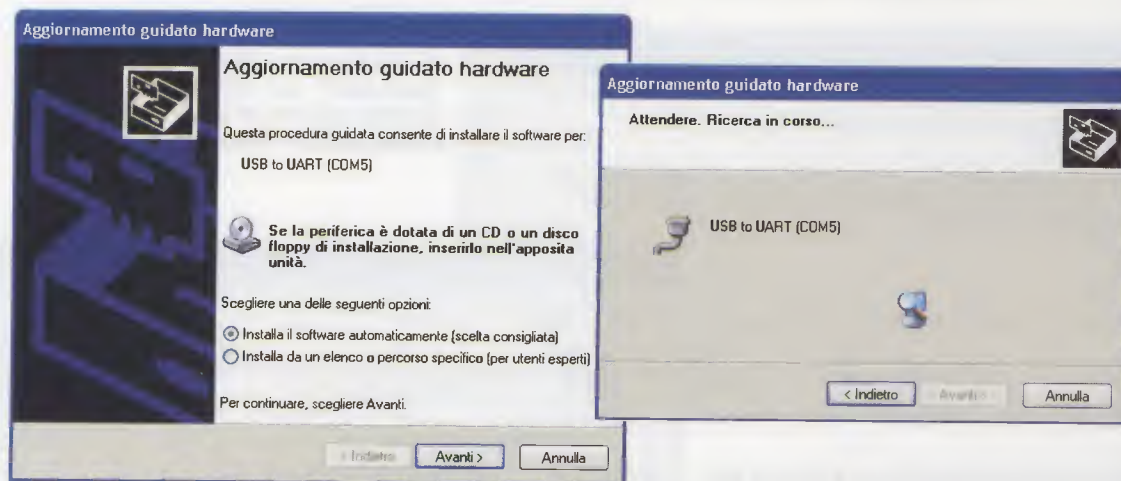 Aggiornamento guidato hardware
Aggiornamento guidato hardware
Questa procedura guidata consente di installare il software per:
USB to UART (COM5)
Se la periferica è dotata di un CD o un disco
floppy di installazione, inserirlo nell'apposita
unità.
Scegliere una delle seguenti opzioni:
Installa il software automaticamente (scelta consigliata)
Installa da un elenco o percorso specifico (per utenti esperti)
Per continuare, scegliere Avanti.
< Indietro Avanti > Annulla
Aggiornamento guidato hardware
Attendere. Ricerca in corso...
USB to UART (COM5)
< Indietro Avanti > Annulla